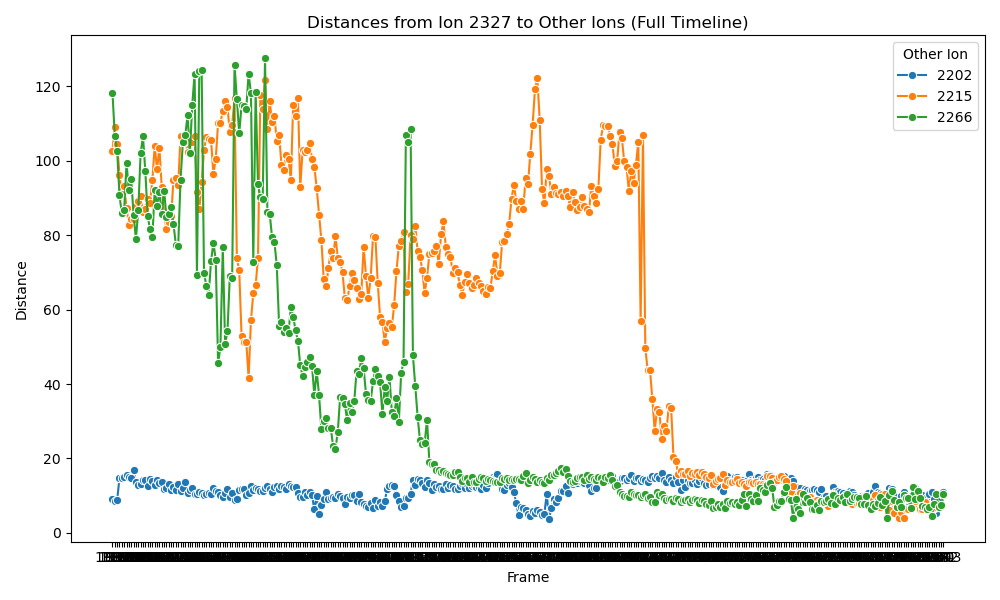 Distances from Ion 2327 to Other Ions (Full Timeline)
Other Ion
2202
2215
2266
120
100
80
60
40
20
0
Distance
Frame